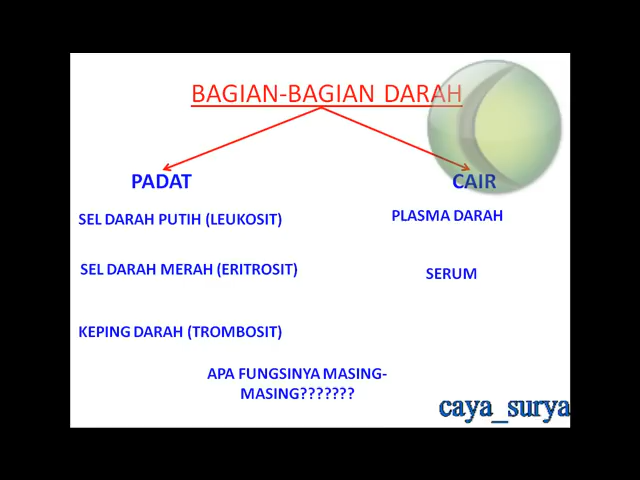 BAGIAN-BAGIAN DARAH
PADAT
CAIR
SEL DARAH PUTIH (LEUKOSIT)
PLASMA DARAH
SEL DARAH MERAH (ERITROSIT)
SERUM
KEPING DARAH (TROMBOSIT)
APA FUNGSINYA MASING-
MASING???????
caya_surya